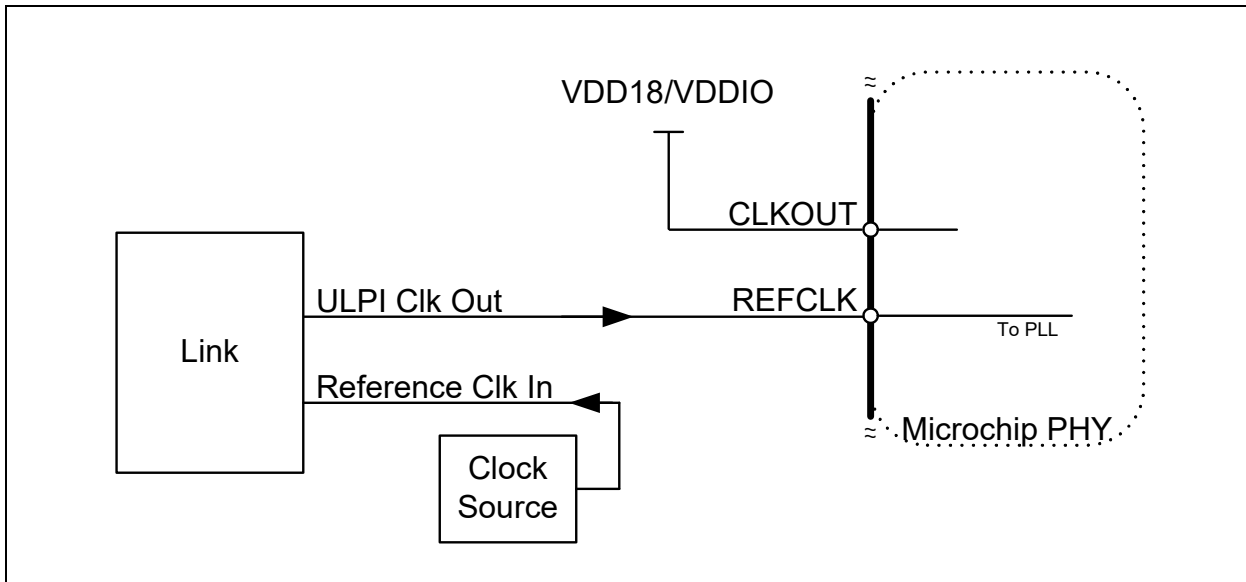 VDD18/VDDIO
≈
CLKOUT
ULPI Clk Out
REFCLK
To PLL
Link
Reference Clk In
≈
Microchip PHY
Clock
Source